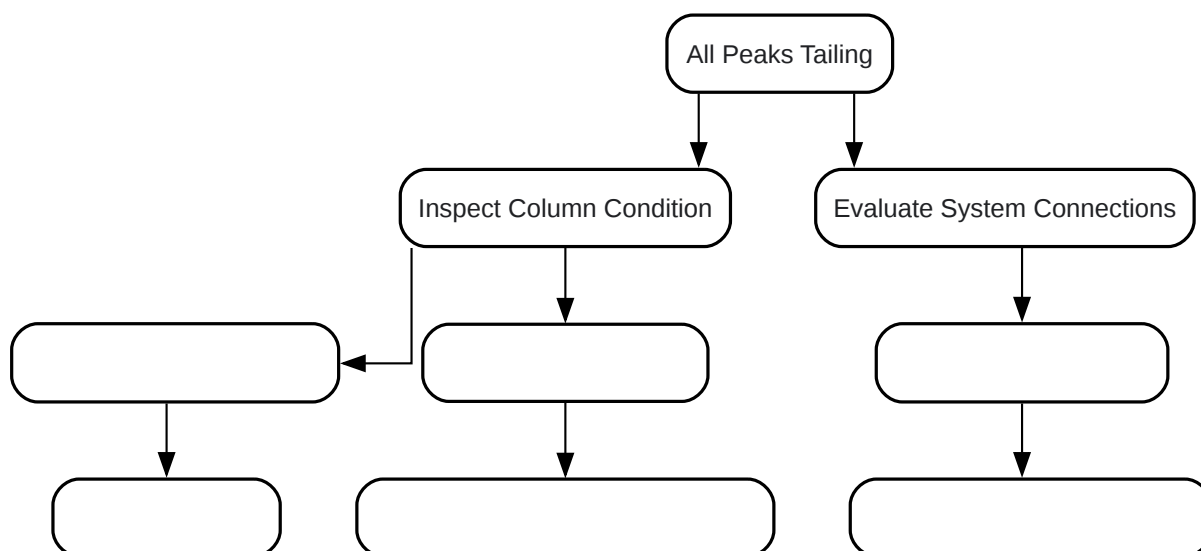 All Peaks Tailing
Inspect Column Condition
Evaluate System Connections